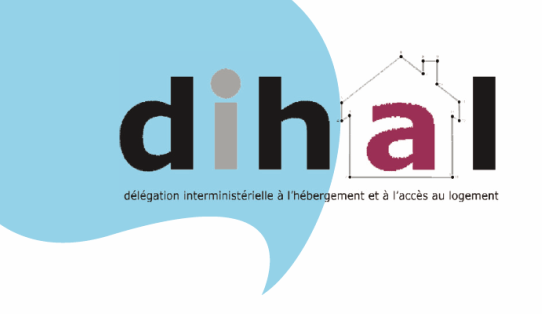 dihal
délégation interministérielle à l'hébergement et à l'accès au logement